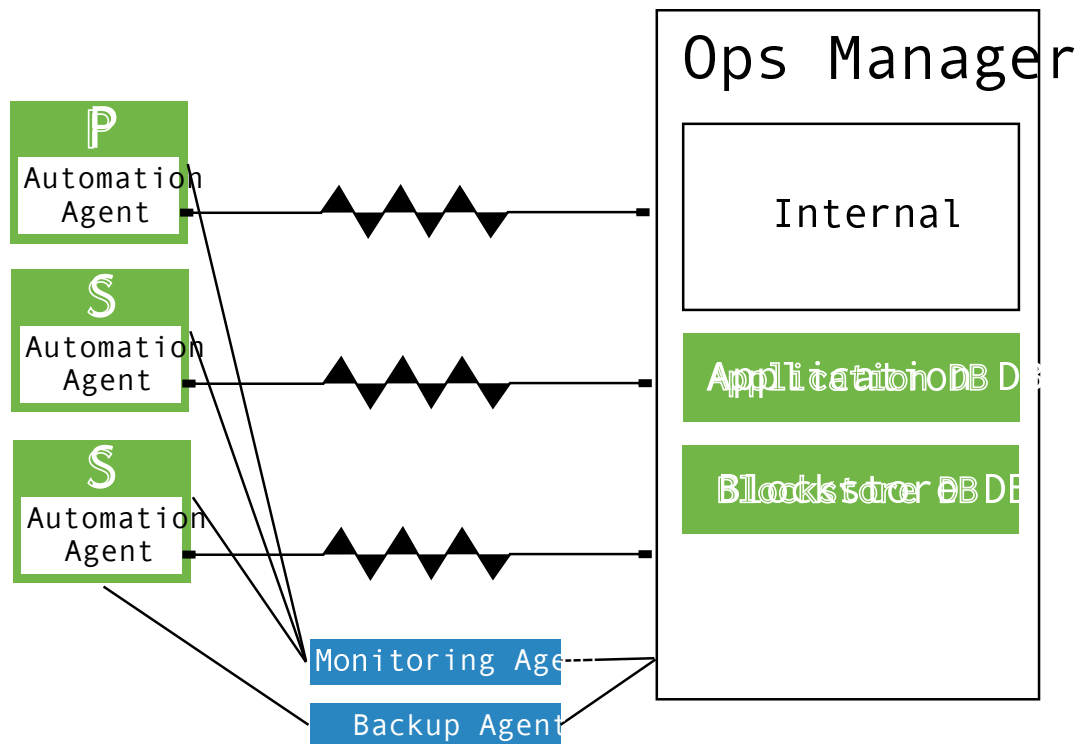 Ops Manager
P
Automation
Agent
Internal
S
Automation
Agent
Application DB
S
Automation
Agent
Blockstore DB
Monitoring Age
Backup Agent